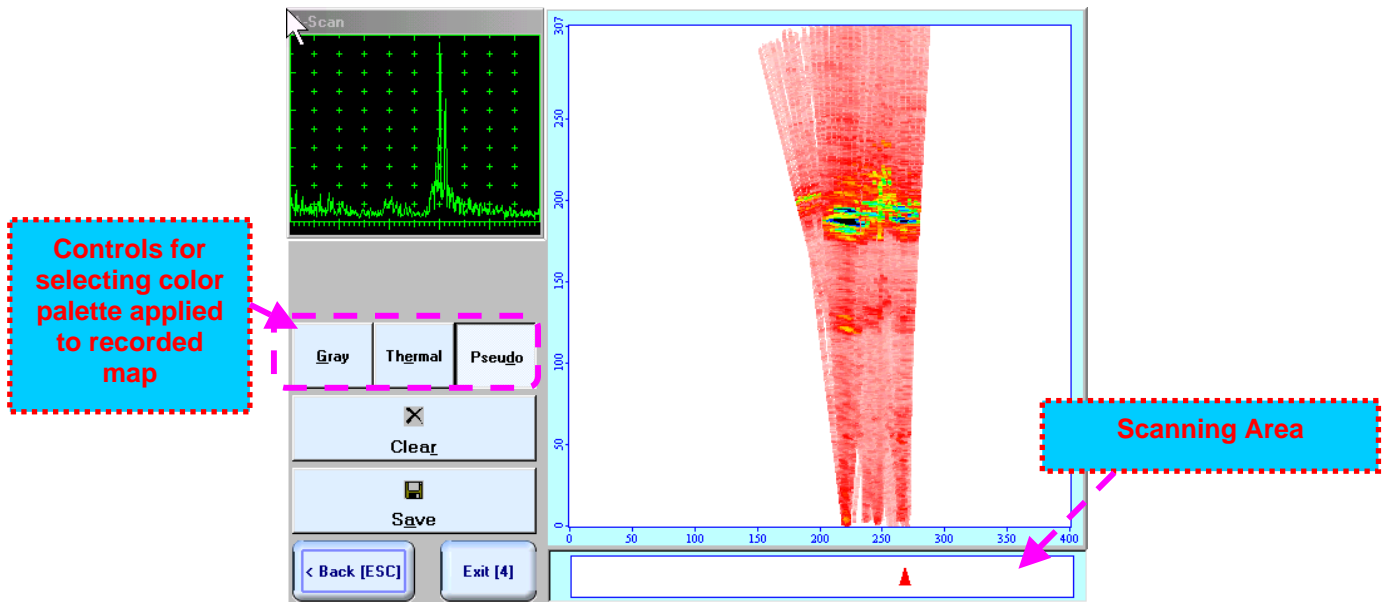 -Scan
Controls for
selecting color
palette applied
to recorded
map
Gray
Thermal
Pseudo
Clear
Save
< Back [ESC]
Exit [4]
307
250
200
150
100
50
0
0 50 100 150 200 250 300 350 400
Scanning Area